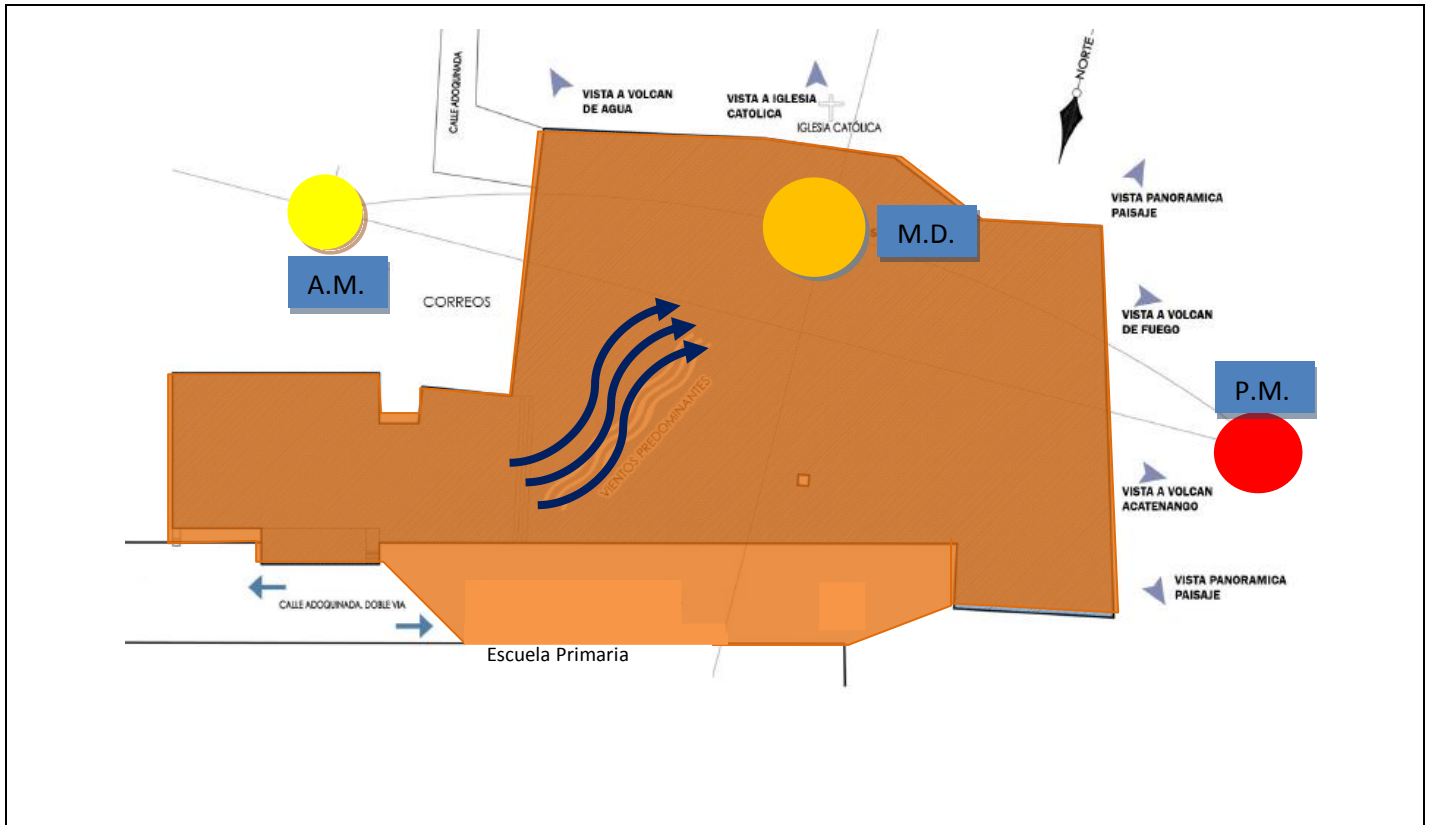 CALLE ADOQUINADA
VISTA A VOLCAN
DE AGUA
VISTA A IGLESIA
CATOLICA
IGLESIA CATÓLICA
NORTE
VISTA PANORAMICA
PAISAJE
M.D.
A.M.
CORREOS
VISTA A VOLCAN
DE FUEGO
P.M.
VIENTOS PREDOMINANTES
VISTA A VOLCAN
ACATENANGO
VISTA PANORAMICA
PAISAJE
CALLE ADOQUINADA. DOBLE VIA
Escuela Primaria